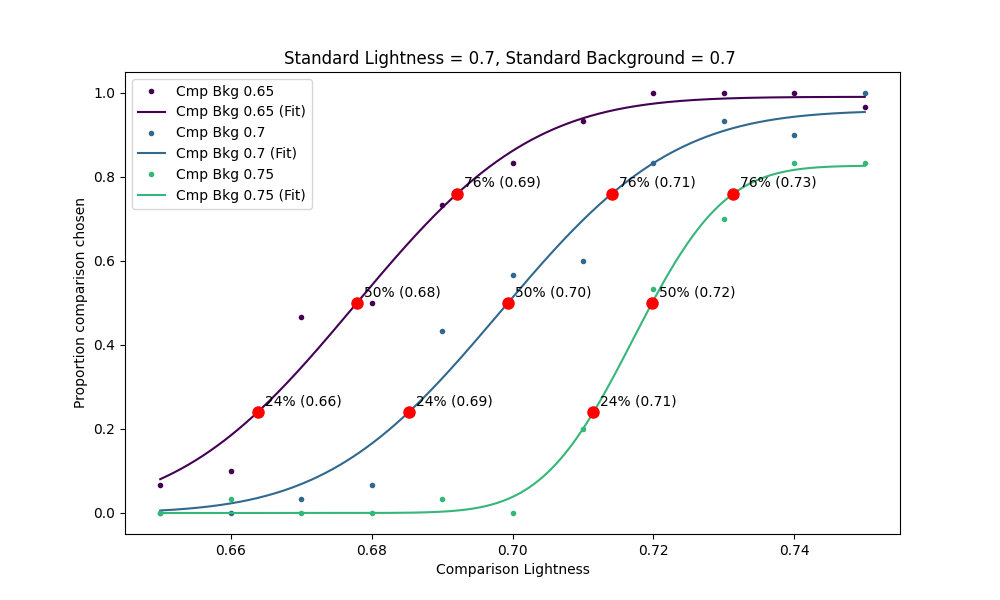 Standard Lightness = 0.7, Standard Background = 0.7
Cmp Bkg 0.65
Cmp Bkg 0.65 (Fit)
Cmp Bkg 0.7
Cmp Bkg 0.7 (Fit)
Cmp Bkg 0.75
Cmp Bkg 0.75 (Fit)
1.0
0.8
0.6
0.4
0.2
0.0
Proportion comparison chosen
76% (0.69)
76% (0.71)
76% (0.73)
50% (0.68)
50% (0.70)
50% (0.72)
24% (0.66)
24% (0.69)
24% (0.71)
0.66
0.68
0.70
0.72
0.74
Comparison Lightness